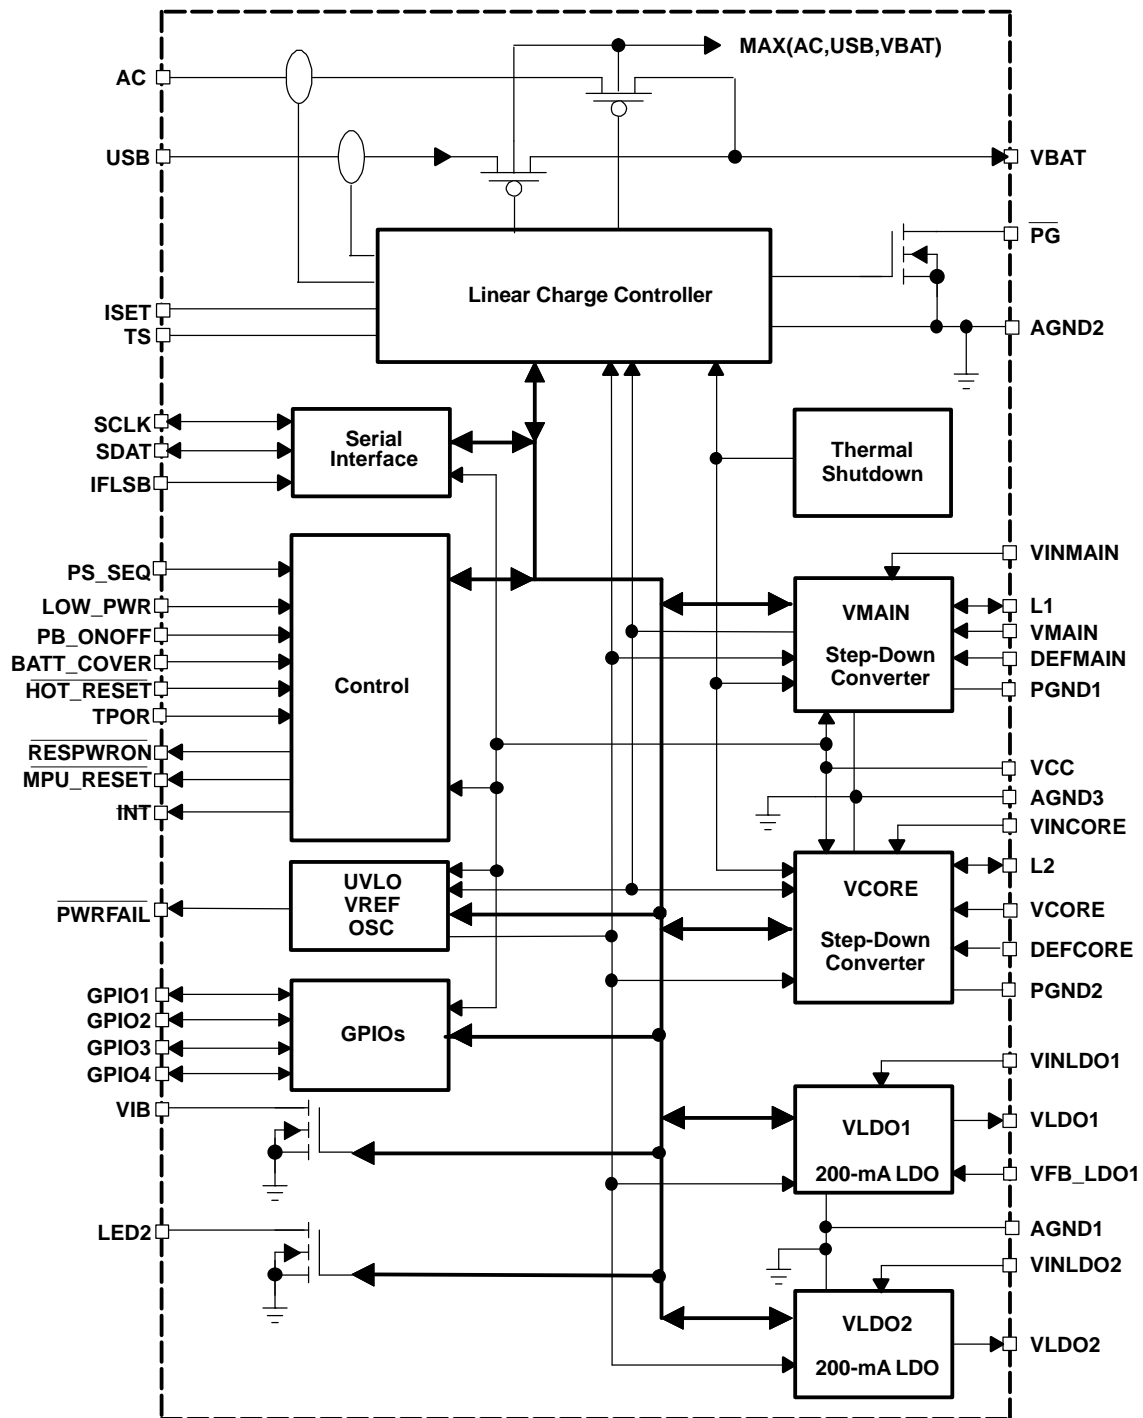 MAX(AC,USB,VBAT)
AC
USB
VBAT
PG
Linear Charge Controller
ISET
TS
AGND2
SCLK
SDAT
IFLSB
Serial
Interface
Thermal
Shutdown
VINMAIN
PS_SEQ
LOW_PWR
PB_ONOFF
BATT_COVER
HOT_RESET
TPOR
RESPWRON
MPU_RESET
INT
Control
VMAIN
Step-Down
Converter
L1
VMAIN
DEFMAIN
PGND1
VCC
AGND3
VINCORE
PWRFAIL
UVLO
VREF
OSC
VCORE
Step-Down
Converter
L2
VCORE
DEFCORE
PGND2
GPIO1
GPIO2
GPIO3
GPIO4
GPIOs
VIB
VINLDO1
VLDO1
200-mA LDO
VLDO1
VFB_LDO1
LED2
AGND1
VINLDO2
VLDO2
200-mA LDO
VLDO2